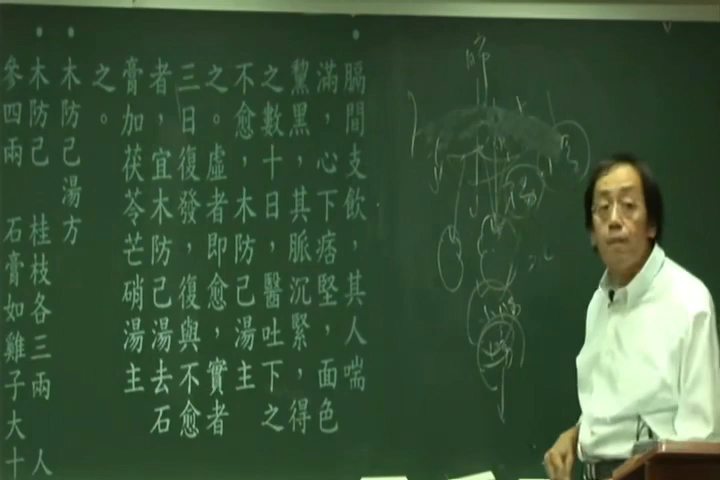 • 膈間支飲，其人喘
滿，心下痞堅，面色
黧黑，其脈沉緊，得
之數十日，醫吐下之
不愈，木防己湯主
之。虛者即愈，實者
三日復發，復與不愈
者，宜木防己湯去石
膏加茯苓芒硝湯主
之。
• 木防己湯方
• 木防己 桂枝各三兩 人
參四兩 石膏如雞子大十
肺